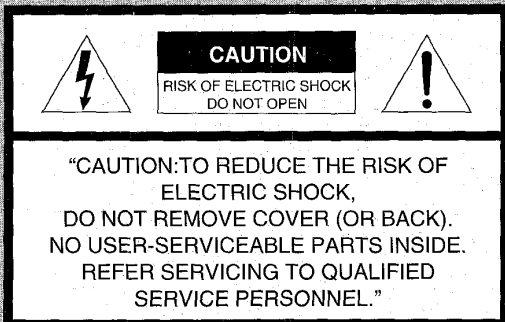 CAUTION
RISK OF ELECTRIC SHOCK
DO NOT OPEN
“CAUTION:TO REDUCE THE RISK OF
ELECTRIC SHOCK,
DO NOT REMOVE COVER (OR BACK).
NO USER-SERVICEABLE PARTS INSIDE.
REFER SERVICING TO QUALIFIED
SERVICE PERSONNEL.”